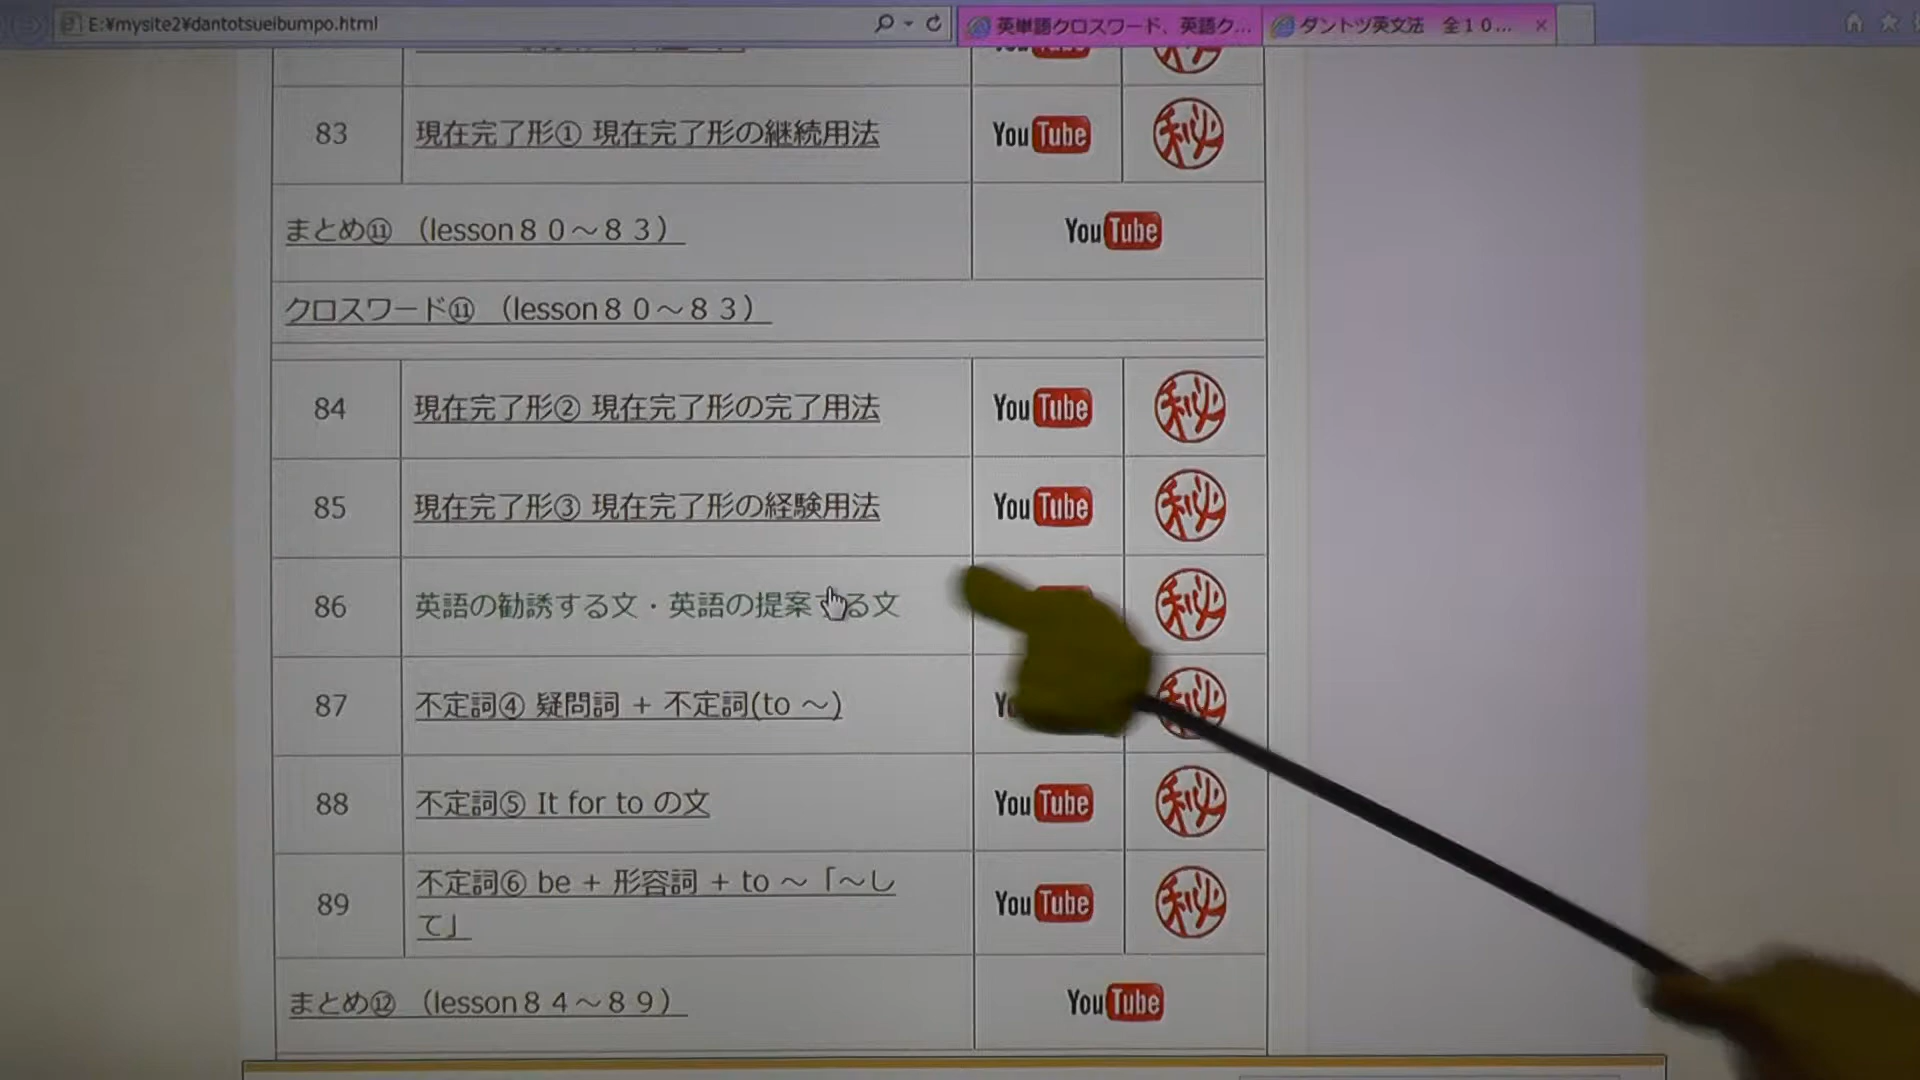 E:¥mysite2¥dantotsueibumpo.html
英単語クロスワード、英語ク...
ダントツ英文法 全１０...
83 現在完了形① 現在完了形の継続用法 YouTube ㊙
まとめ⑪ （lesson８０～８３） YouTube
クロスワード⑪ （lesson８０～８３）
84 現在完了形② 現在完了形の完了用法 YouTube ㊙
85 現在完了形③ 現在完了形の経験用法 YouTube ㊙
86 英語の勧誘する文・英語の提案する文 ㊙
87 不定詞④ 疑問詞 + 不定詞(to ～) ㊙
88 不定詞⑤ It for to の文 YouTube ㊙
89 不定詞⑥ be + 形容詞 + to ～「～し
て」 YouTube ㊙
まとめ⑫ （lesson８４～８９） YouTube